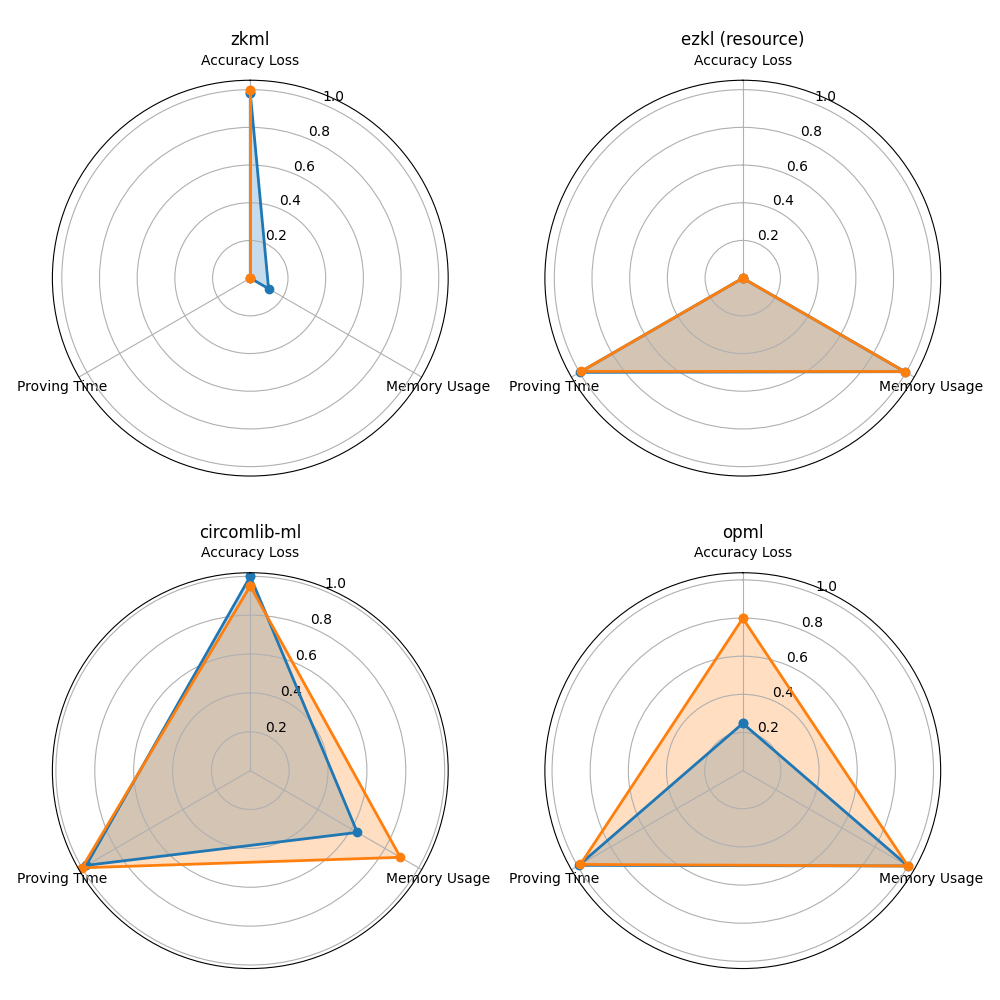 zkml
Accuracy Loss
1.0
0.8
0.6
0.4
0.2
Proving Time
Memory Usage
ezkl (resource)
Accuracy Loss
1.0
0.8
0.6
0.4
0.2
Proving Time
Memory Usage
circomlib-ml
Accuracy Loss
1.0
0.8
0.6
0.4
0.2
Proving Time
Memory Usage
opml
Accuracy Loss
1.0
0.8
0.6
0.4
0.2
Proving Time
Memory Usage